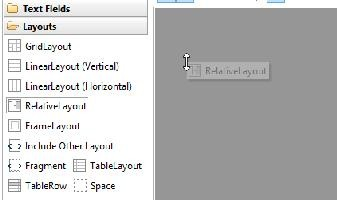 Text Fields
Layouts
GridLayout
LinearLayout (Vertical)
LinearLayout (Horizontal)
RelativeLayout
RelativeLayout
FrameLayout
Include Other Layout
Fragment TableLayout
TableRow Space